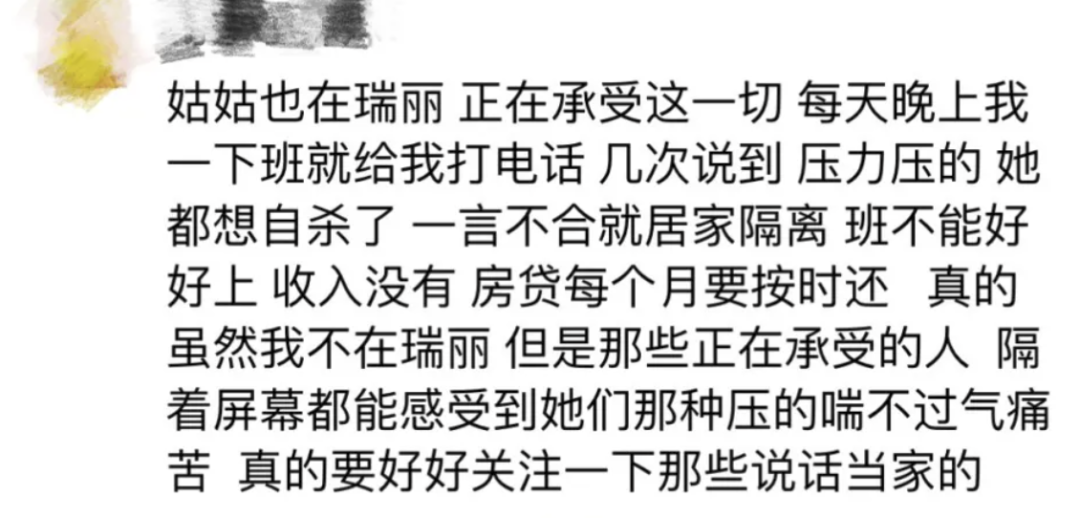 姑姑也在瑞丽 正在承受这一切 每天晚上我
一下班就给我打电话 几次说到 压力压的 她
都想自杀了 一言不合就居家隔离 班不能好
好上 收入没有 房贷每个月要按时还 真的
虽然我不在瑞丽 但是那些正在承受的人 隔
着屏幕都能感受到她们那种压的喘不过气痛
苦 真的要好好关注一下那些说话当家的